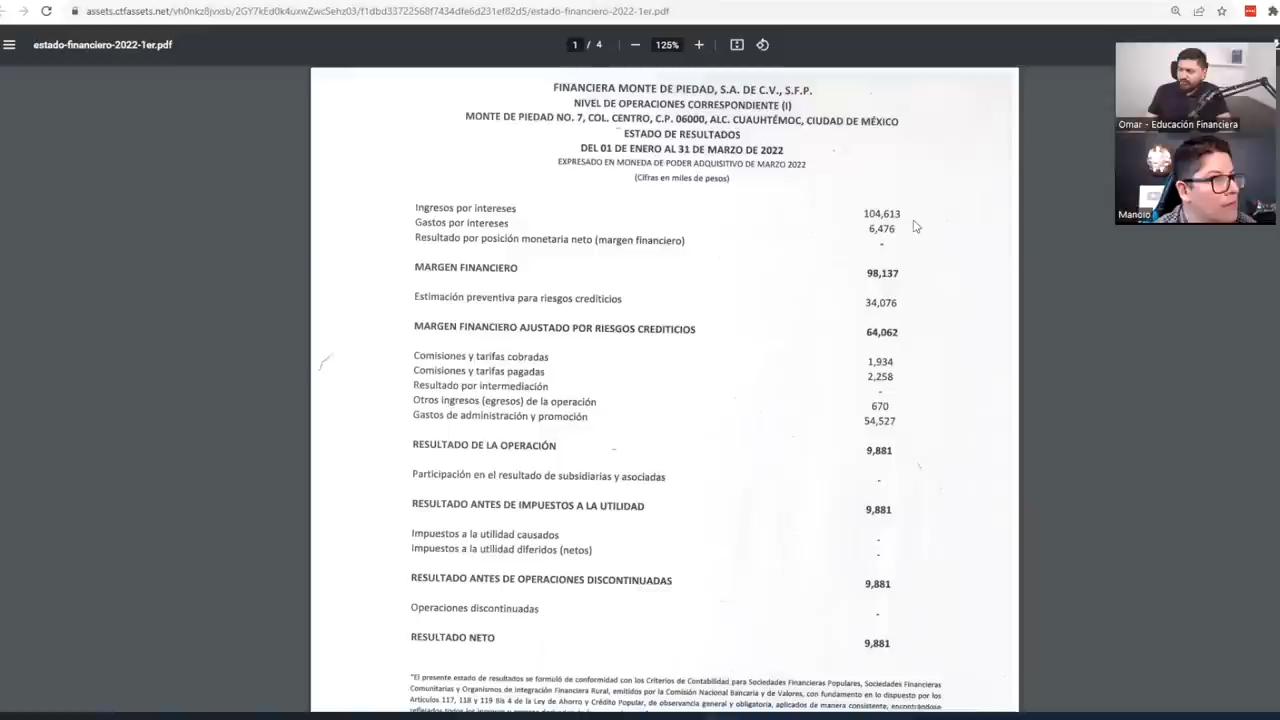 assets.ctfassets.net/vh0nkz8jvxsb/2GY7kEd0k4uxwZwcSehz03/f1dbd33722568f7434dfe6d231ef82d5/estado-financiero-2022-1er.pdf
estado-financiero-2022-1er.pdf
1 / 4
125%
FINANCIERA MONTE DE PIEDAD, S.A. DE C.V., S.F.P.
NIVEL DE OPERACIONES CORRESPONDIENTE (I)
MONTE DE PIEDAD NO. 7, COL. CENTRO, C.P. 06000, ALC. CUAUHTÉMOC, CIUDAD DE MÉXICO
ESTADO DE RESULTADOS
DEL 01 DE ENERO AL 31 DE MARZO DE 2022
EXPRESADO EN MONEDA DE PODER ADQUISITIVO DE MARZO 2022
(Cifras en miles de pesos)
Ingresos por intereses 104,613
Gastos por intereses 6,476
Resultado por posición monetaria neto (margen financiero) -
MARGEN FINANCIERO 98,137
Estimación preventiva para riesgos crediticios 34,076
MARGEN FINANCIERO AJUSTADO POR RIESGOS CREDITICIOS 64,062
Comisiones y tarifas cobradas 1,934
Comisiones y tarifas pagadas 2,258
Resultado por intermediación -
Otros ingresos (egresos) de la operación 670
Gastos de administración y promoción 54,527
RESULTADO DE LA OPERACIÓN 9,881
Participación en el resultado de subsidiarias y asociadas -
RESULTADO ANTES DE IMPUESTOS A LA UTILIDAD 9,881
Impuestos a la utilidad causados -
Impuestos a la utilidad diferidos (netos) -
RESULTADO ANTES DE OPERACIONES DISCONTINUADAS 9,881
Operaciones discontinuadas -
RESULTADO NETO 9,881
"El presente estado de resultados se formuló de conformidad con los Criterios de Contabilidad para Sociedades Financieras Populares, Sociedades Financieras
Comunitarias y Organismos de Integración Financiera Rural, emitidos por la Comisión Nacional Bancaria y de Valores, con fundamento en lo dispuesto por los
Artículos 117, 118 y 119 Bis 4 de la Ley de Ahorro y Crédito Popular, de observancia general y obligatoria, aplicados de manera consistente, encontrándose
Omar - Educación Financiera
Manolo